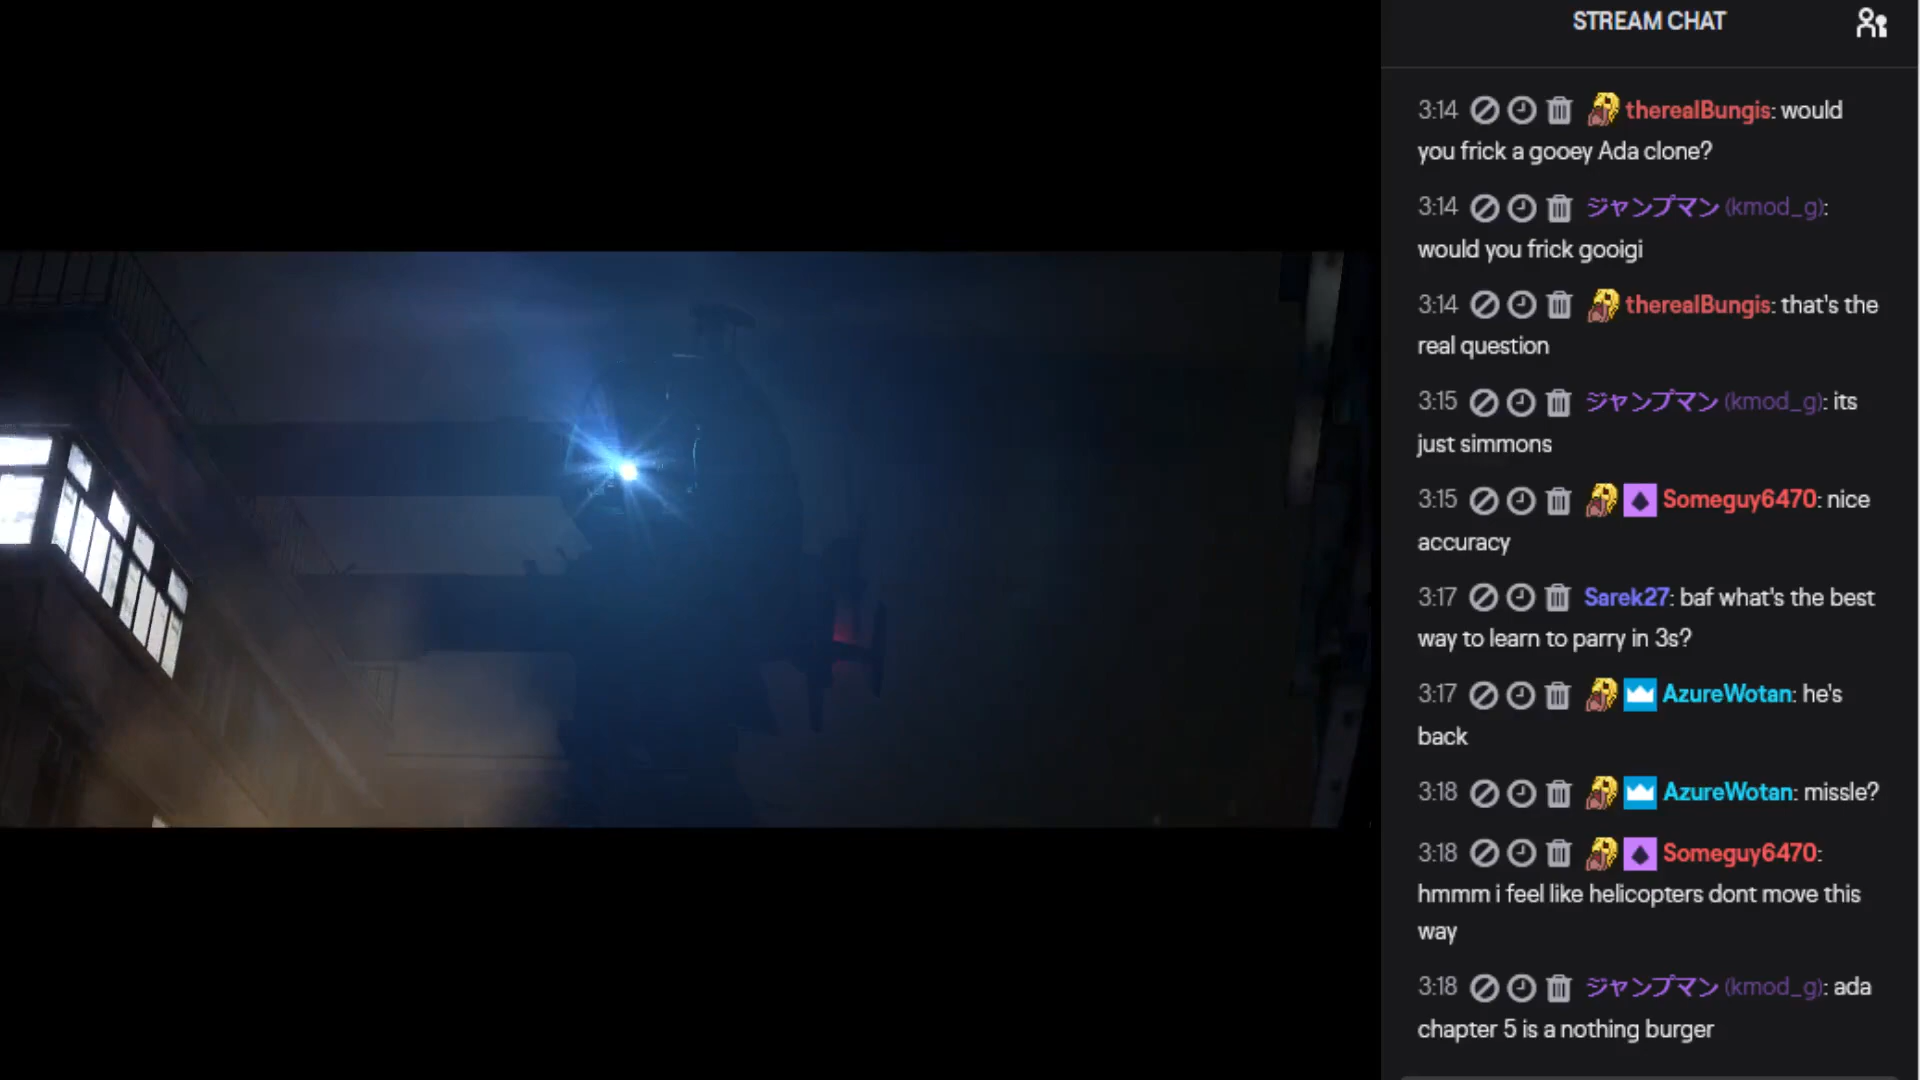 STREAM CHAT
3:14 therealBungis: would
you frick a gooey Ada clone?
3:14 ジャンプマン (kmod_g):
would you frick gooigi
3:14 therealBungis: that's the
real question
3:15 ジャンプマン (kmod_g): its
just simmons
3:15 Someguy6470: nice
accuracy
3:17 Sarek27: baf what's the best
way to learn to parry in 3s?
3:17 AzureWotan: he's
back
3:18 AzureWotan: missle?
3:18 Someguy6470:
hmmm i feel like helicopters dont move this
way
3:18 ジャンプマン (kmod_g): ada
chapter 5 is a nothing burger